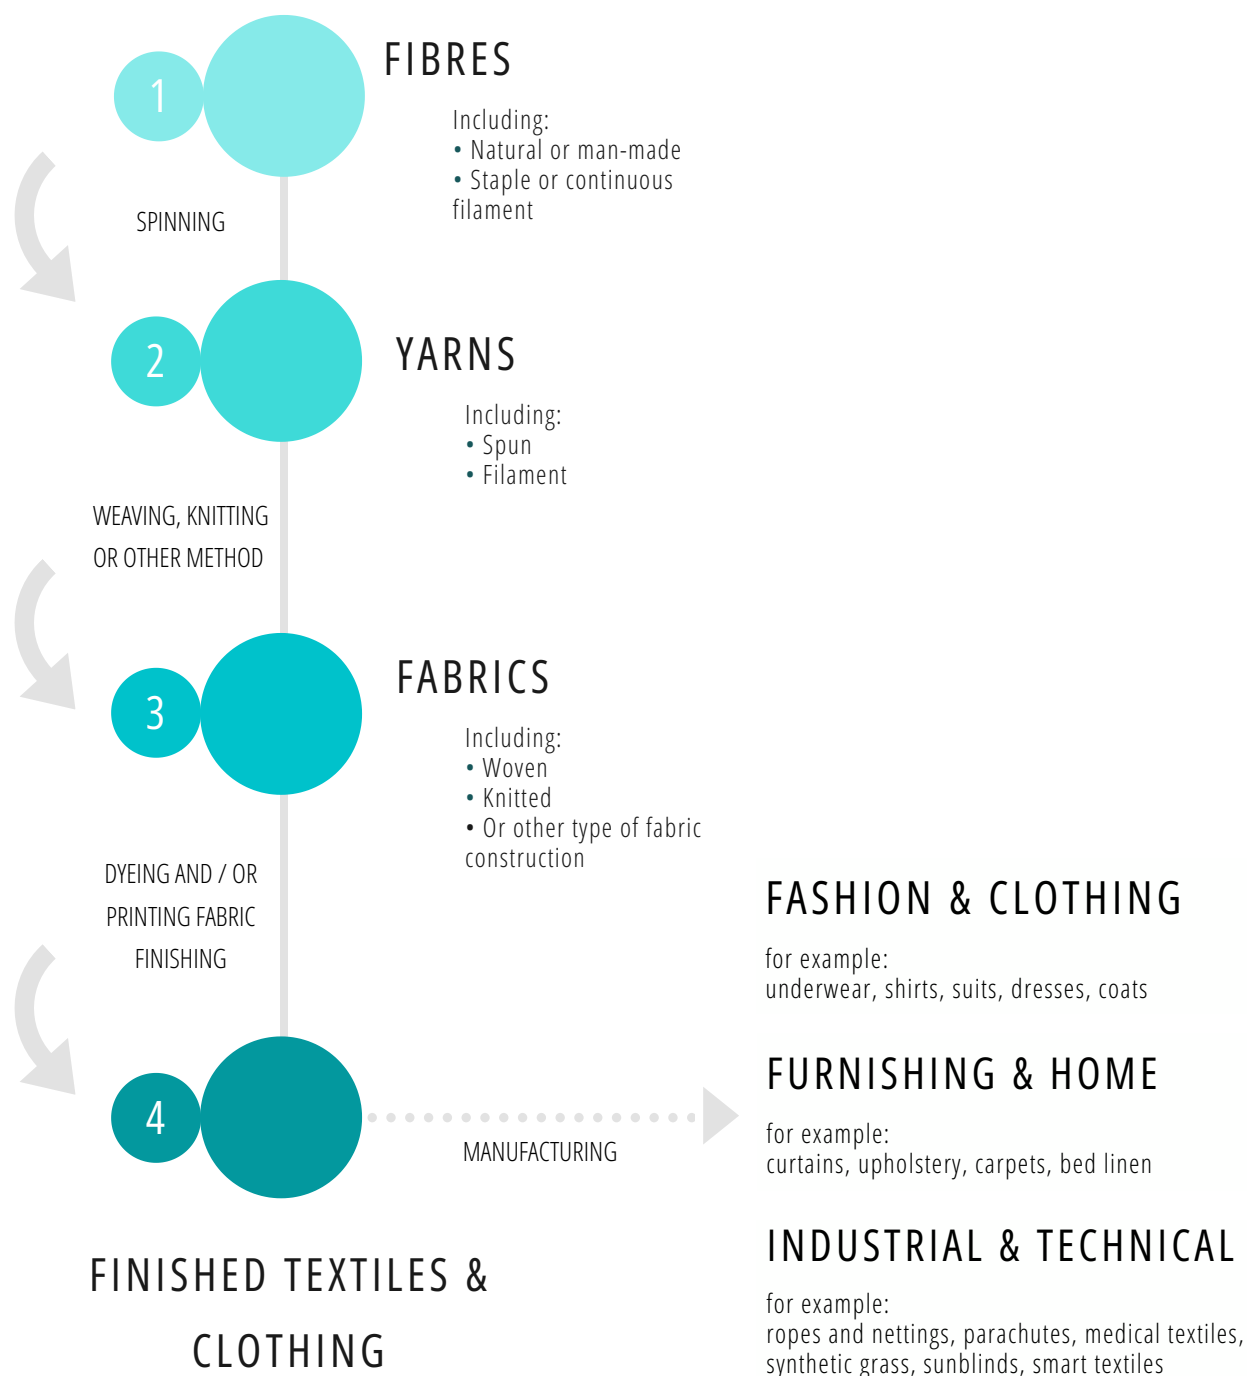 1
FIBRES
Including:
• Natural or man-made
• Staple or continuous
filament
SPINNING
2
YARNS
Including:
• Spun
• Filament
WEAVING, KNITTING
OR OTHER METHOD
3
FABRICS
Including:
• Woven
• Knitted
• Or other type of fabric
construction
DYEING AND / OR
PRINTING FABRIC
FINISHING
4
FINISHED TEXTILES &
CLOTHING
MANUFACTURING
FASHION & CLOTHING
for example:
underwear, shirts, suits, dresses, coats
FURNISHING & HOME
for example:
curtains, upholstery, carpets, bed linen
INDUSTRIAL & TECHNICAL
for example:
ropes and nettings, parachutes, medical textiles,
synthetic grass, sunblinds, smart textiles